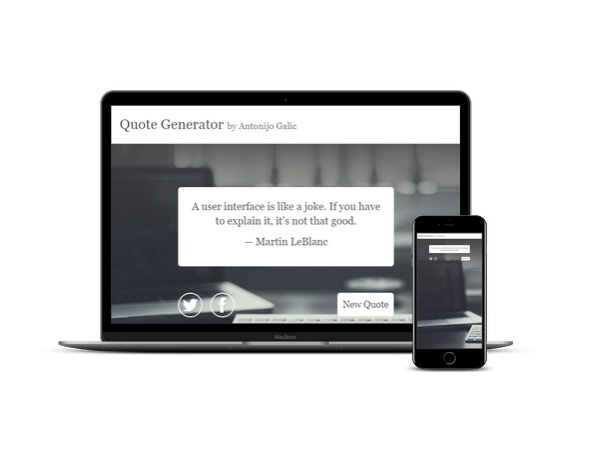 Quote Generator by Antonijo Galic
A user interface is like a joke. If you have
to explain it, it's not that good.
— Martin LeBlanc
New Quote
MacBook